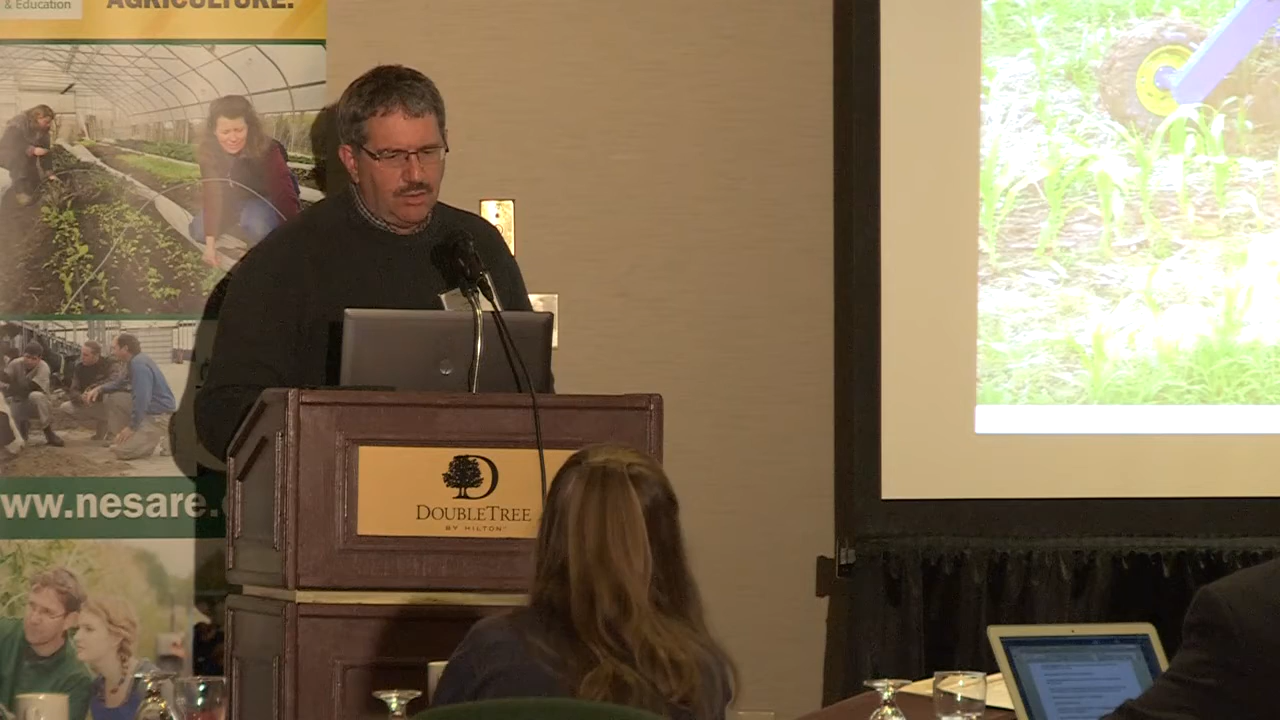 & Education
AGRICULTURE.
www.nesare.
D
DOUBLETREE
BY HILTON